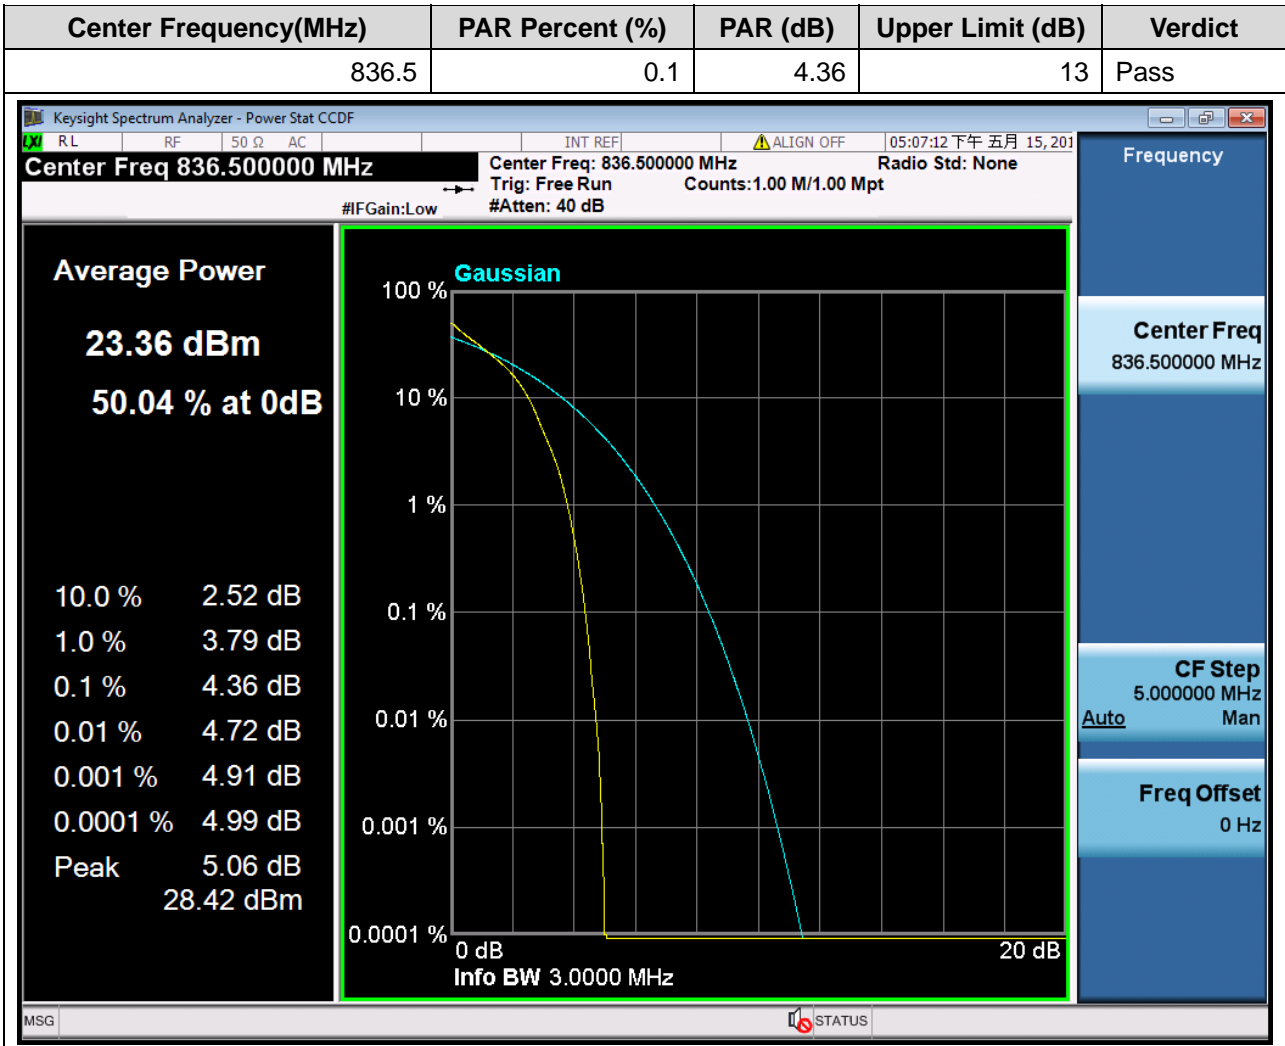 Center Frequency(MHz) PAR Percent (%) PAR (dB) Upper Limit (dB) Verdict
836.5 0.1 4.36 13 Pass
Keysight Spectrum Analyzer - Power Stat CCDF
LXI RL RF 50 Ω AC INT REF ALIGN OFF 05:07:12 下午 五月 15, 201
Center Freq 836.500000 MHz
Center Freq: 836.500000 MHz Radio Std: None
Trig: Free Run Counts:1.00 M/1.00 Mpt
#IFGain:Low #Atten: 40 dB
Frequency
Average Power
23.36 dBm
50.04 % at 0dB
10.0 % 2.52 dB
1.0 % 3.79 dB
0.1 % 4.36 dB
0.01 % 4.72 dB
0.001 % 4.91 dB
0.0001 % 4.99 dB
Peak 5.06 dB
28.42 dBm
Gaussian
100 %
10 %
1 %
0.1 %
0.01 %
0.001 %
0.0001 %
0 dB 20 dB
Info BW 3.0000 MHz
Center Freq
836.500000 MHz
CF Step
5.000000 MHz
Auto Man
Freq Offset
0 Hz
MSG STATUS